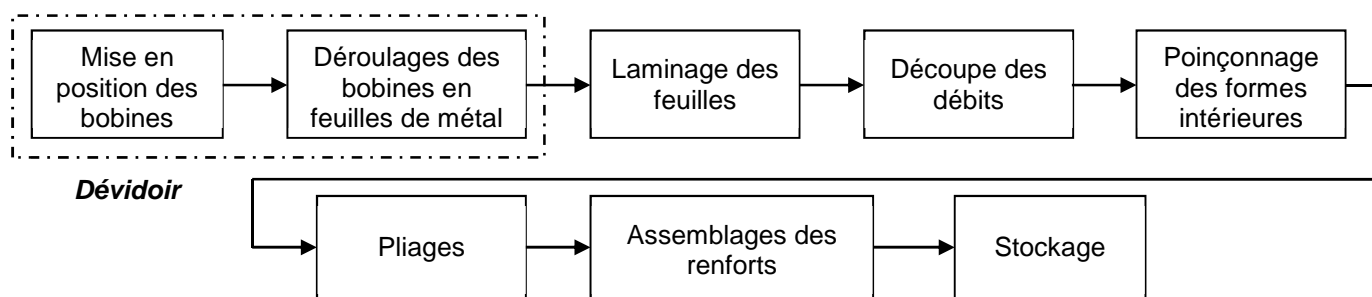 Mise en
position des
bobines
Déroulages des
bobines en
feuilles de métal
Laminage des
feuilles
Découpe des
débits
Poinçonnage
des formes
intérieures
Dévidoir
Pliages
Assemblages des
renforts
Stockage